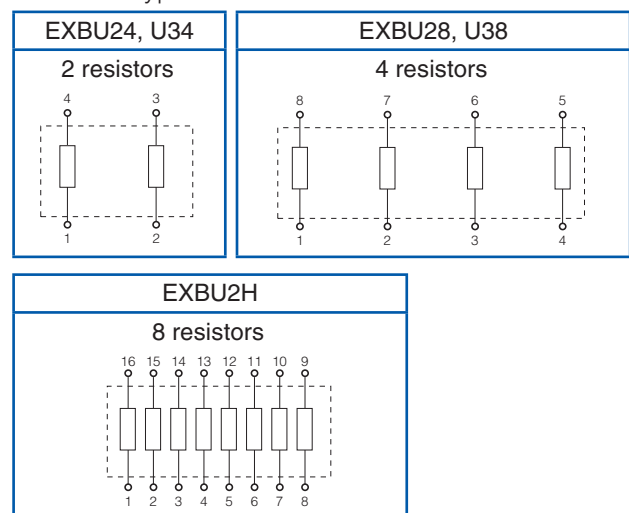 EXBU24, U34
2 resistors
4 3
1 2
EXBU28, U38
4 resistors
8 7 6 5
1 2 3 4
EXBU2H
8 resistors
16 15 14 13 12 11 10 9
1 2 3 4 5 6 7 8